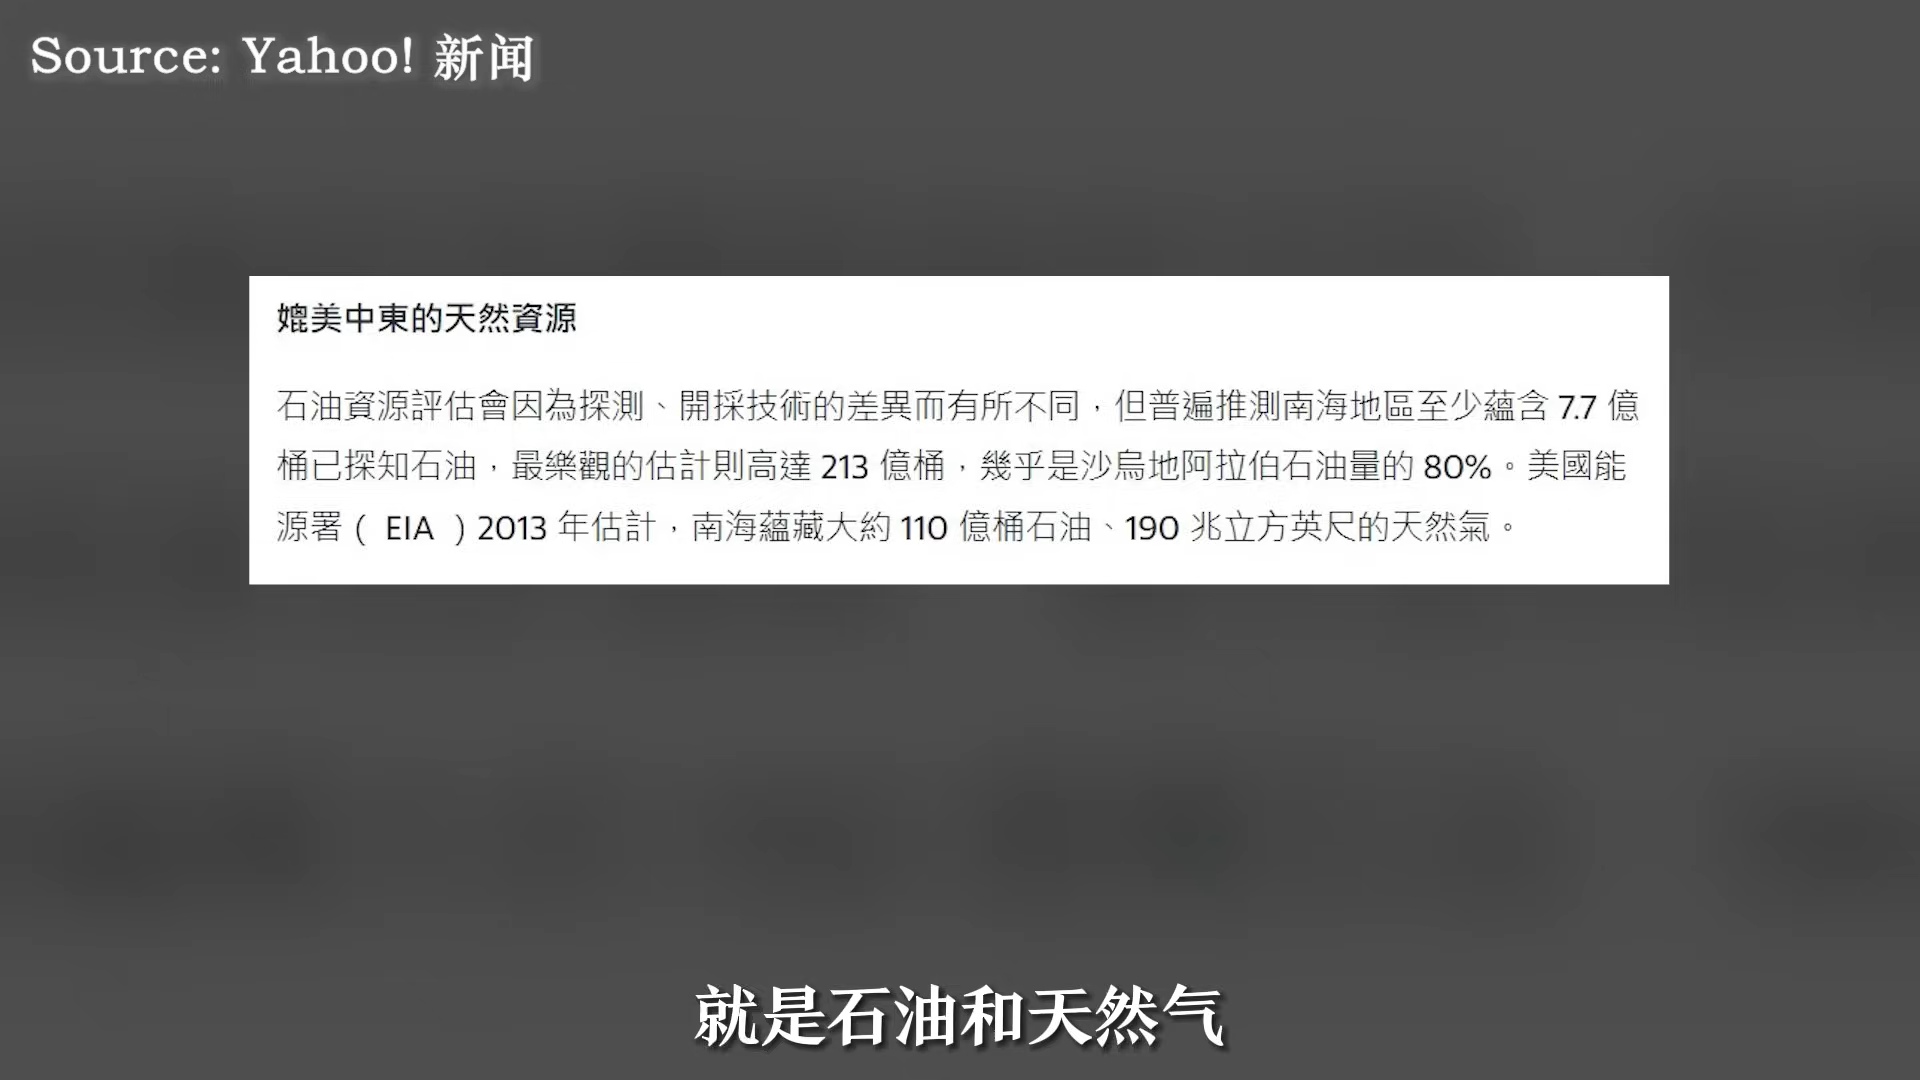 Source: Yahoo! 新闻
媲美中東的天然資源
石油資源評估會因為探測、開採技術的差異而有所不同，但普遍推測南海地區至少蘊含 7.7 億
桶已探知石油，最樂觀的估計則高達 213 億桶，幾乎是沙烏地阿拉伯石油量的 80%。美國能
源署（ EIA ）2013 年估計，南海蘊藏大約 110 億桶石油、190 兆立方英尺的天然氣。
就是石油和天然气